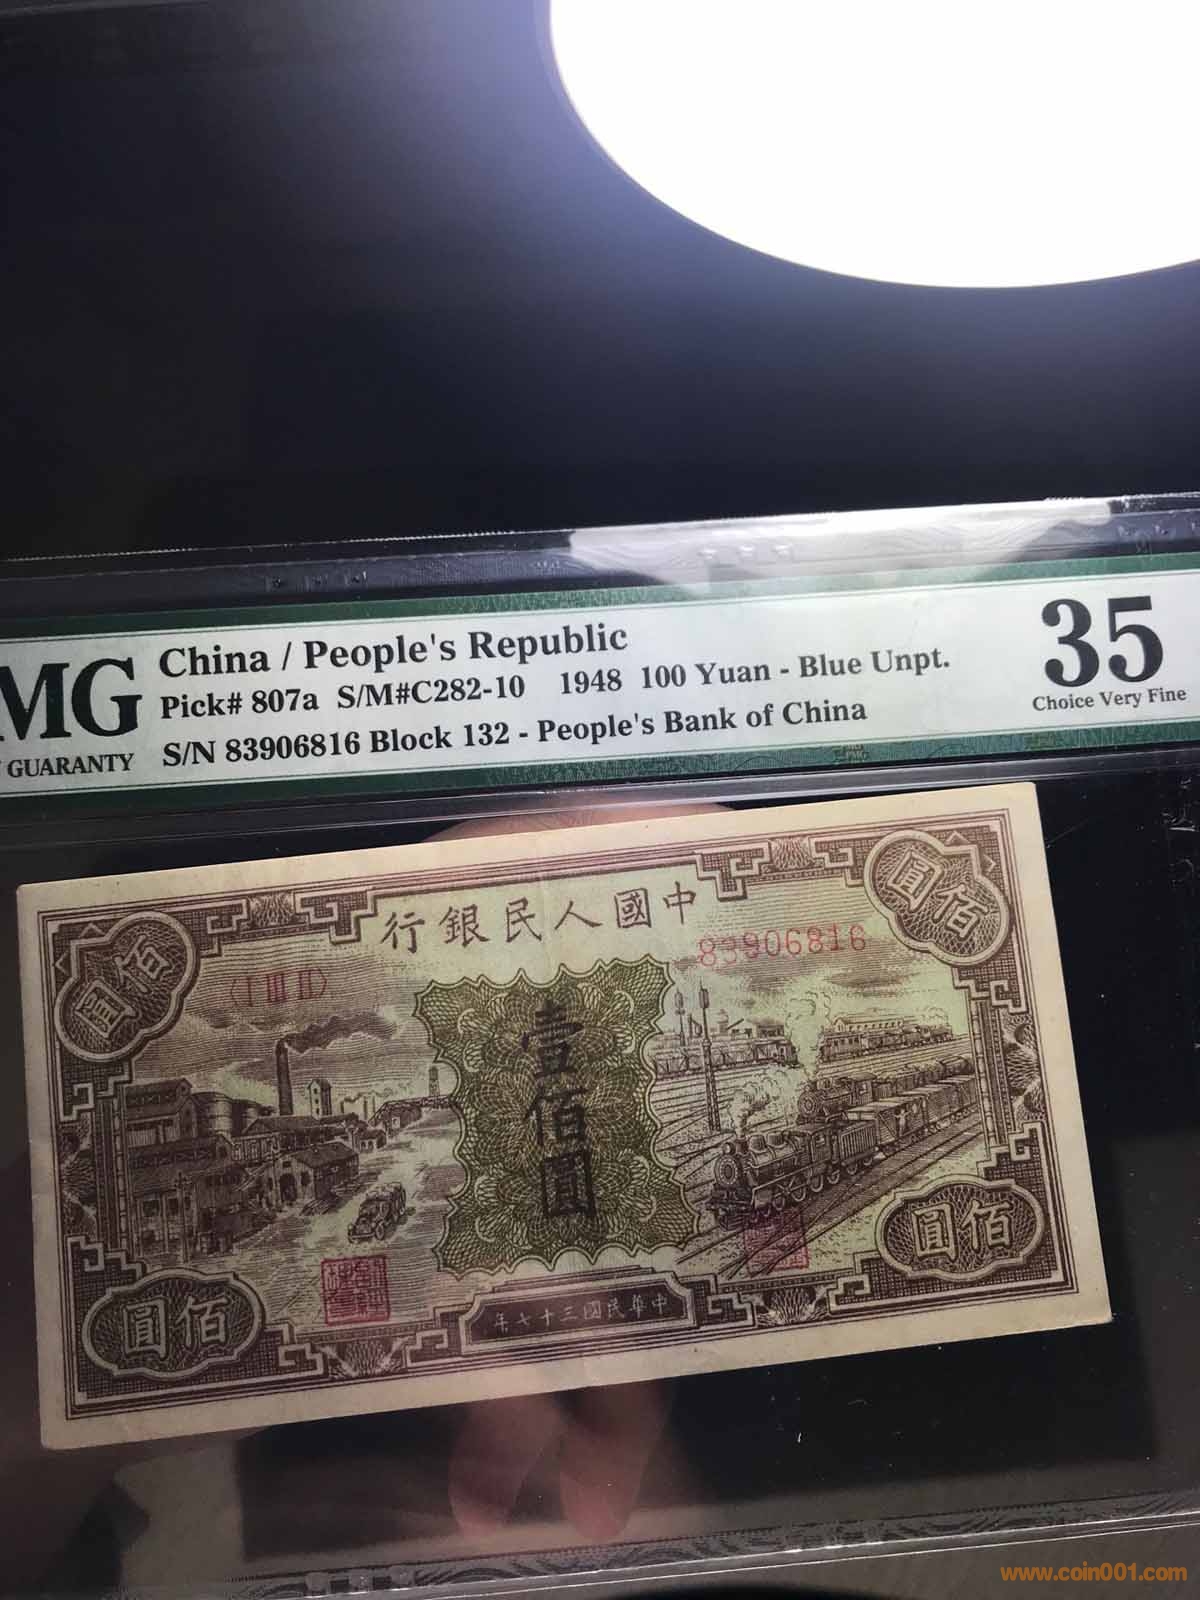 MG
GUARANTY
China / People's Republic
Pick# 807a S/M#C282-10 1948 100 Yuan - Blue Unpt.
S/N 83906816 Block 132 - People's Bank of China
35
Choice Very Fine
行銀民人國中
圓佰
圓佰
〈I III II〉
83906816
壹佰圓
圓佰
圓佰
年七十三國民華中
www.coin001.com